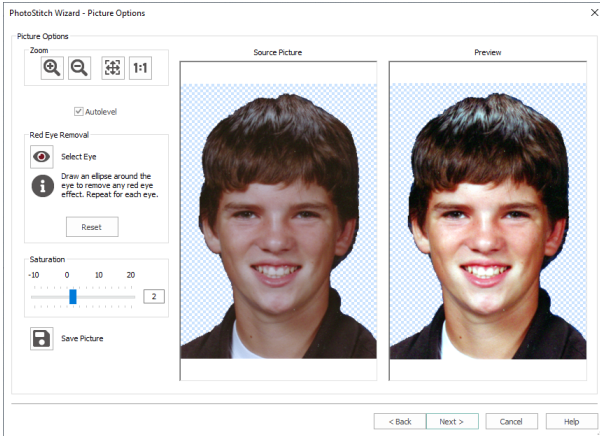 PhotoStitch Wizard - Picture Options
Picture Options
Zoom
1:1
Autolevel
Red Eye Removal
Select Eye
Draw an ellipse around the
eye to remove any red eye
effect. Repeat for each eye.
Reset
Saturation
-10 0 10 20
2
Save Picture
Source Picture
Preview
< Back
Next >
Cancel
Help